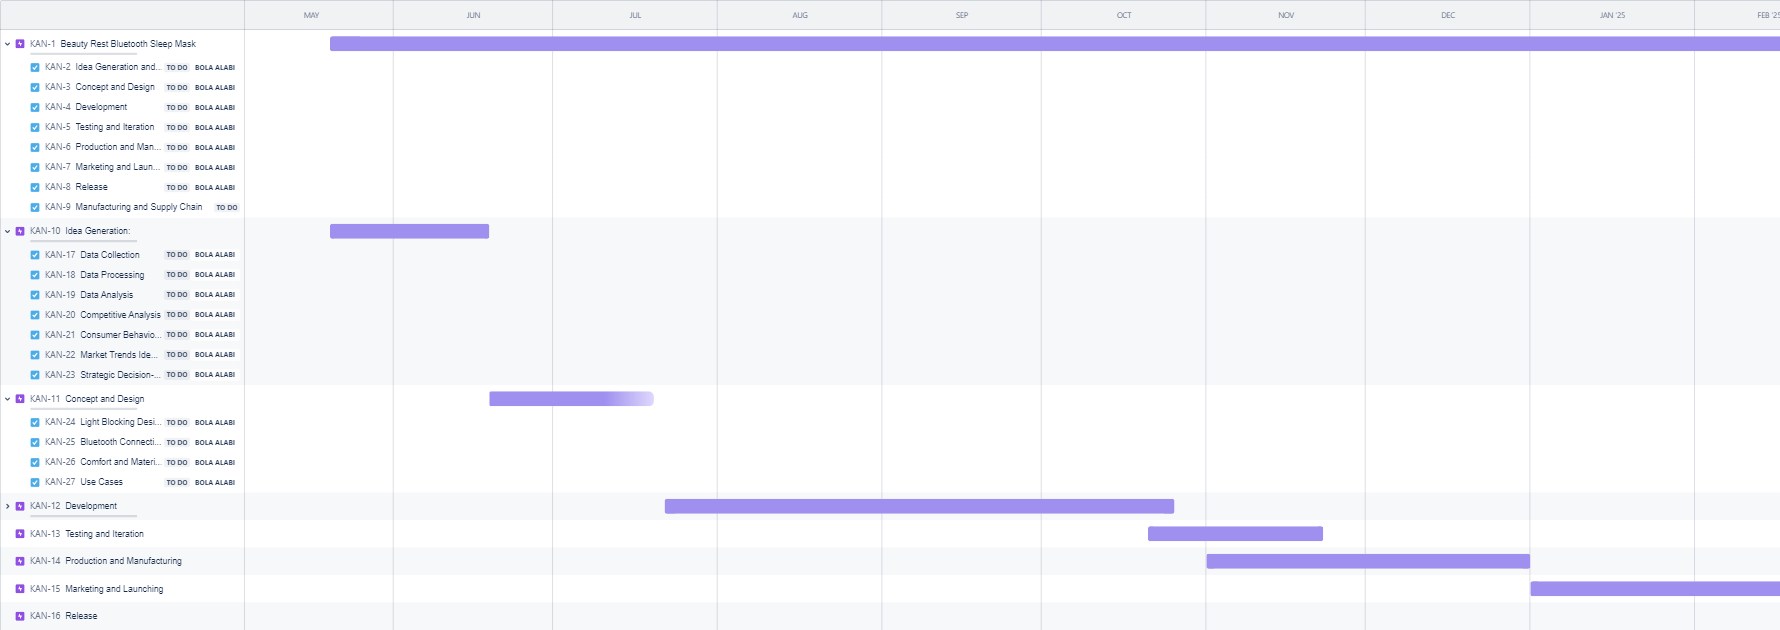 MAY JUN JUL AUG SEP OCT NOV DEC JAN '25 FEB '25
KAN-1 Beauty Rest Bluetooth Sleep Mask
KAN-2 Idea Generation and... TO DO BOLA ALABI
KAN-3 Concept and Design TO DO BOLA ALABI
KAN-4 Development TO DO BOLA ALABI
KAN-5 Testing and Iteration TO DO BOLA ALABI
KAN-6 Production and Man... TO DO BOLA ALABI
KAN-7 Marketing and Laun... TO DO BOLA ALABI
KAN-8 Release TO DO BOLA ALABI
KAN-9 Manufacturing and Supply Chain TO DO
KAN-10 Idea Generation:
KAN-17 Data Collection TO DO BOLA ALABI
KAN-18 Data Processing TO DO BOLA ALABI
KAN-19 Data Analysis TO DO BOLA ALABI
KAN-20 Competitive Analysis TO DO BOLA ALABI
KAN-21 Consumer Behavio... TO DO BOLA ALABI
KAN-22 Market Trends Ide... TO DO BOLA ALABI
KAN-23 Strategic Decision-... TO DO BOLA ALABI
KAN-11 Concept and Design
KAN-24 Light Blocking Desi... TO DO BOLA ALABI
KAN-25 Bluetooth Connecti... TO DO BOLA ALABI
KAN-26 Comfort and Materi... TO DO BOLA ALABI
KAN-27 Use Cases TO DO BOLA ALABI
KAN-12 Development
KAN-13 Testing and Iteration
KAN-14 Production and Manufacturing
KAN-15 Marketing and Launching
KAN-16 Release